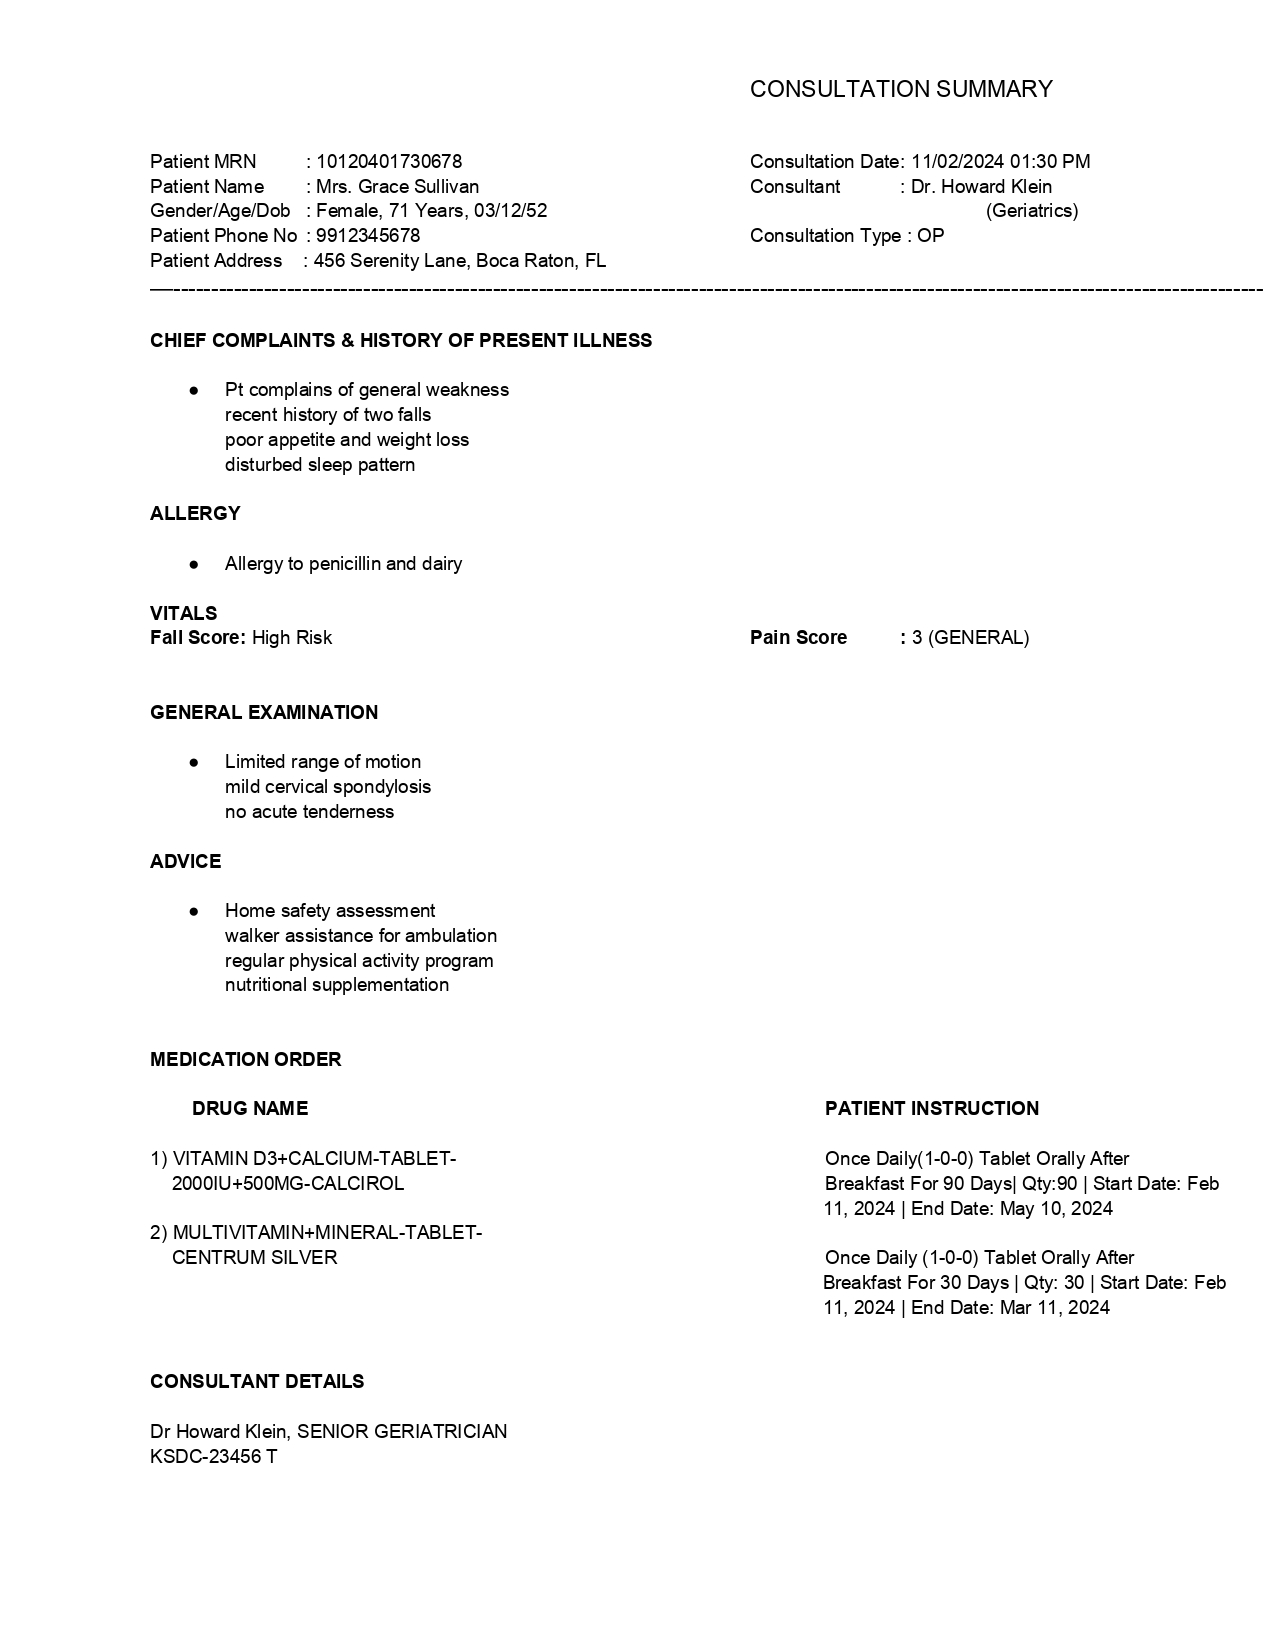 CONSULTATION SUMMARY
Patient MRN : 10120401730678
Patient Name : Mrs. Grace Sullivan
Gender/Age/Dob : Female, 71 Years, 03/12/52
Patient Phone No : 9912345678
Patient Address : 456 Serenity Lane, Boca Raton, FL
Consultation Date: 11/02/2024 01:30 PM
Consultant : Dr. Howard Klein
(Geriatrics)
Consultation Type : OP
CHIEF COMPLAINTS & HISTORY OF PRESENT ILLNESS
● Pt complains of general weakness
recent history of two falls
poor appetite and weight loss
disturbed sleep pattern
ALLERGY
● Allergy to penicillin and dairy
VITALS
Fall Score: High Risk
Pain Score : 3 (GENERAL)
GENERAL EXAMINATION
● Limited range of motion
mild cervical spondylosis
no acute tenderness
ADVICE
● Home safety assessment
walker assistance for ambulation
regular physical activity program
nutritional supplementation
MEDICATION ORDER
DRUG NAME
PATIENT INSTRUCTION
1) VITAMIN D3+CALCIUM-TABLET-
2000IU+500MG-CALCIROL
Once Daily(1-0-0) Tablet Orally After
Breakfast For 90 Days| Qty:90 | Start Date: Feb
11, 2024 | End Date: May 10, 2024
2) MULTIVITAMIN+MINERAL-TABLET-
CENTRUM SILVER
Once Daily (1-0-0) Tablet Orally After
Breakfast For 30 Days | Qty: 30 | Start Date: Feb
11, 2024 | End Date: Mar 11, 2024
CONSULTANT DETAILS
Dr Howard Klein, SENIOR GERIATRICIAN
KSDC-23456 T